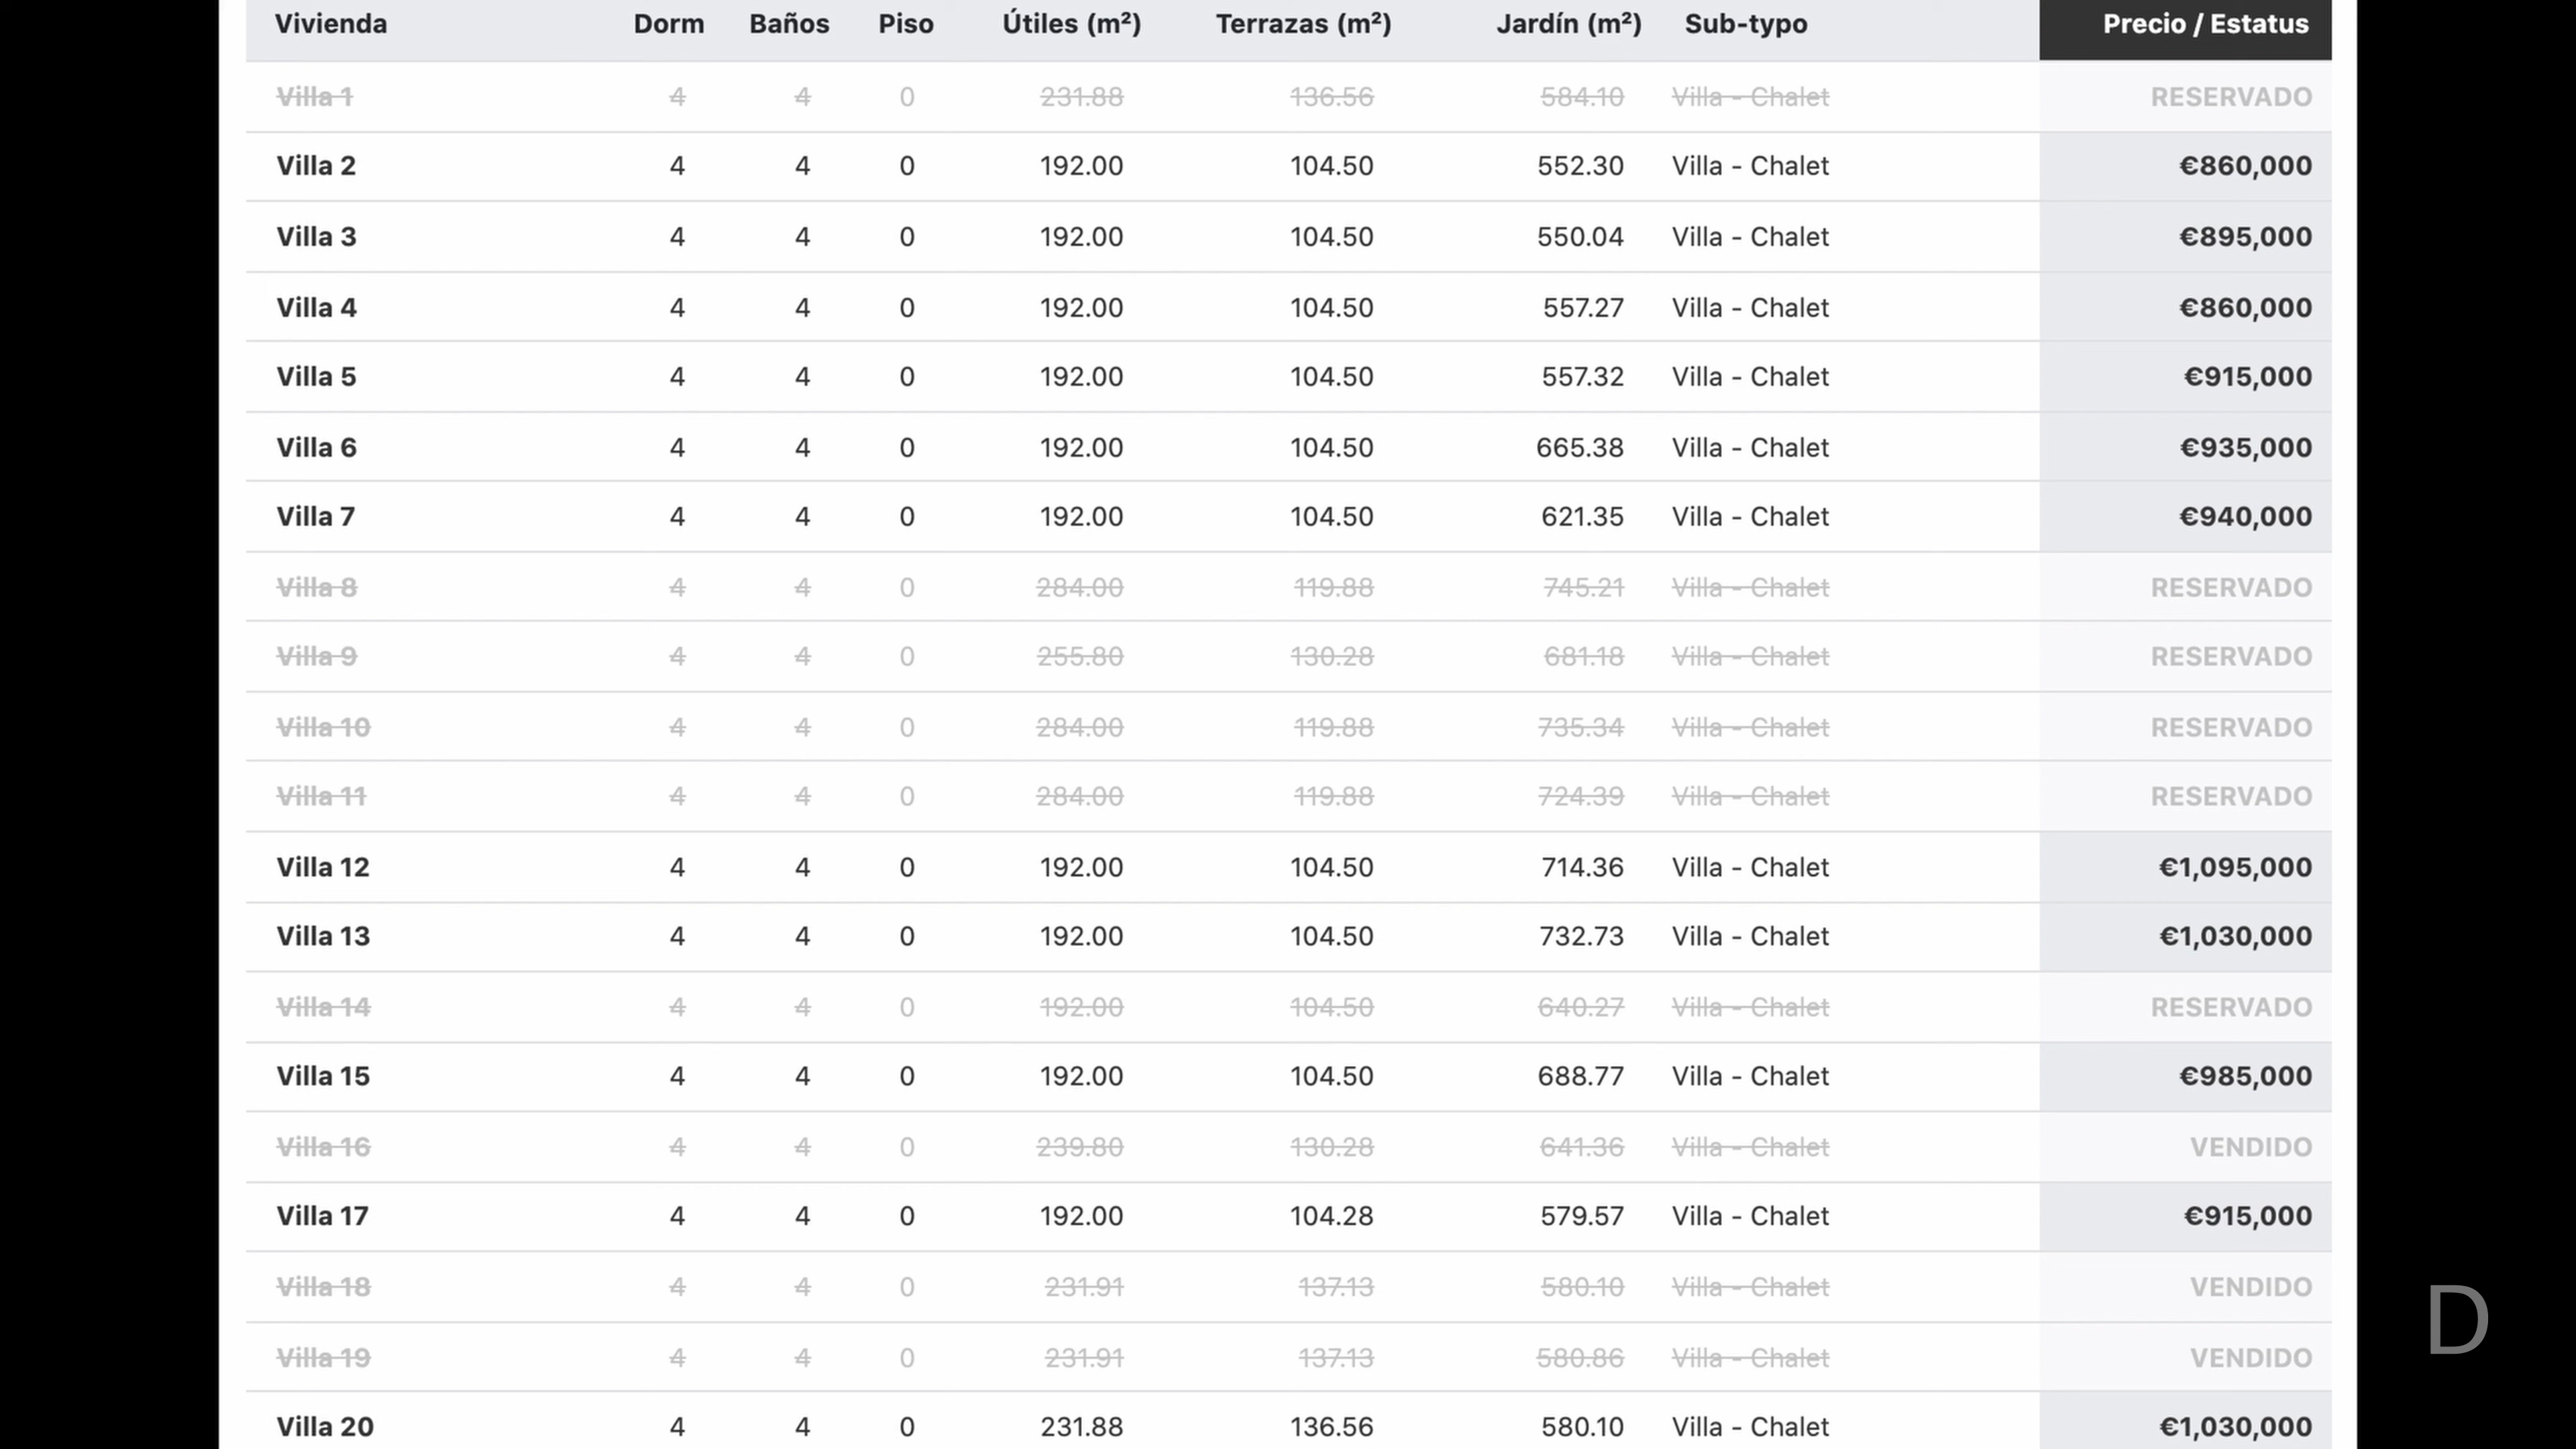 Vivienda Dorm Baños Piso Útiles (m²) Terrazas (m²) Jardín (m²) Sub-typo Precio / Estatus
Villa 1 4 4 0 231.88 136.56 584.10 Villa - Chalet RESERVADO
Villa 2 4 4 0 192.00 104.50 552.30 Villa - Chalet €860,000
Villa 3 4 4 0 192.00 104.50 550.04 Villa - Chalet €895,000
Villa 4 4 4 0 192.00 104.50 557.27 Villa - Chalet €860,000
Villa 5 4 4 0 192.00 104.50 557.32 Villa - Chalet €915,000
Villa 6 4 4 0 192.00 104.50 665.38 Villa - Chalet €935,000
Villa 7 4 4 0 192.00 104.50 621.35 Villa - Chalet €940,000
Villa 8 4 4 0 284.00 119.88 745.21 Villa - Chalet RESERVADO
Villa 9 4 4 0 255.80 130.28 681.18 Villa - Chalet RESERVADO
Villa 10 4 4 0 284.00 119.88 735.34 Villa - Chalet RESERVADO
Villa 11 4 4 0 284.00 119.88 724.39 Villa - Chalet RESERVADO
Villa 12 4 4 0 192.00 104.50 714.36 Villa - Chalet €1,095,000
Villa 13 4 4 0 192.00 104.50 732.73 Villa - Chalet €1,030,000
Villa 14 4 4 0 192.00 104.50 640.27 Villa - Chalet RESERVADO
Villa 15 4 4 0 192.00 104.50 688.77 Villa - Chalet €985,000
Villa 16 4 4 0 239.80 130.28 641.36 Villa - Chalet VENDIDO
Villa 17 4 4 0 192.00 104.28 579.57 Villa - Chalet €915,000
Villa 18 4 4 0 231.91 137.13 580.10 Villa - Chalet VENDIDO
Villa 19 4 4 0 231.91 137.13 580.86 Villa - Chalet VENDIDO
Villa 20 4 4 0 231.88 136.56 580.10 Villa - Chalet €1,030,000
D